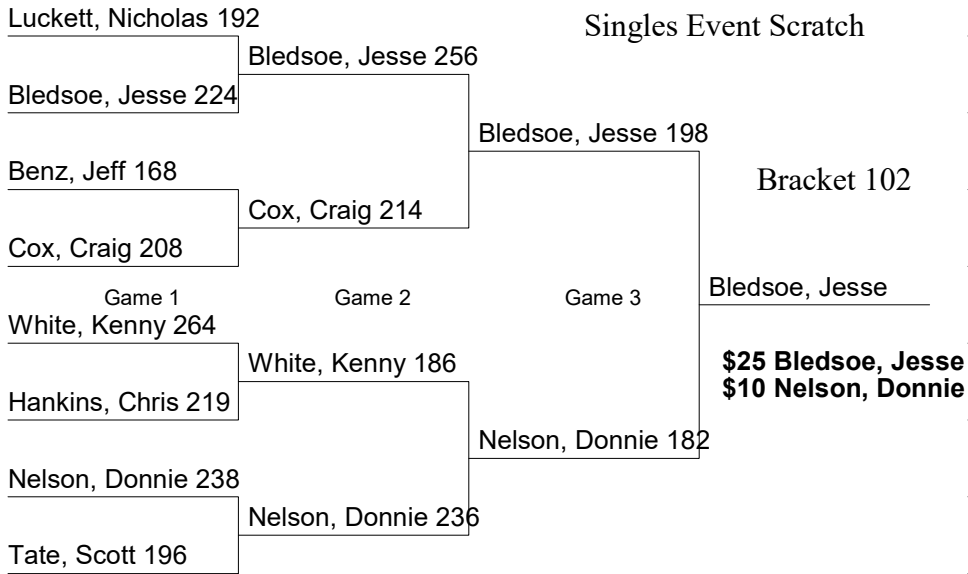 Luckett, Nicholas 192
Singles Event Scratch
Bledsoe, Jesse 256
Bledsoe, Jesse 224
Bledsoe, Jesse 198
Benz, Jeff 168
Bracket 102
Cox, Craig 214
Cox, Craig 208
Game 1
Game 2
Game 3
Bledsoe, Jesse
White, Kenny 264
White, Kenny 186
$25 Bledsoe, Jesse
$10 Nelson, Donnie
Hankins, Chris 219
Nelson, Donnie 182
Nelson, Donnie 238
Nelson, Donnie 236
Tate, Scott 196